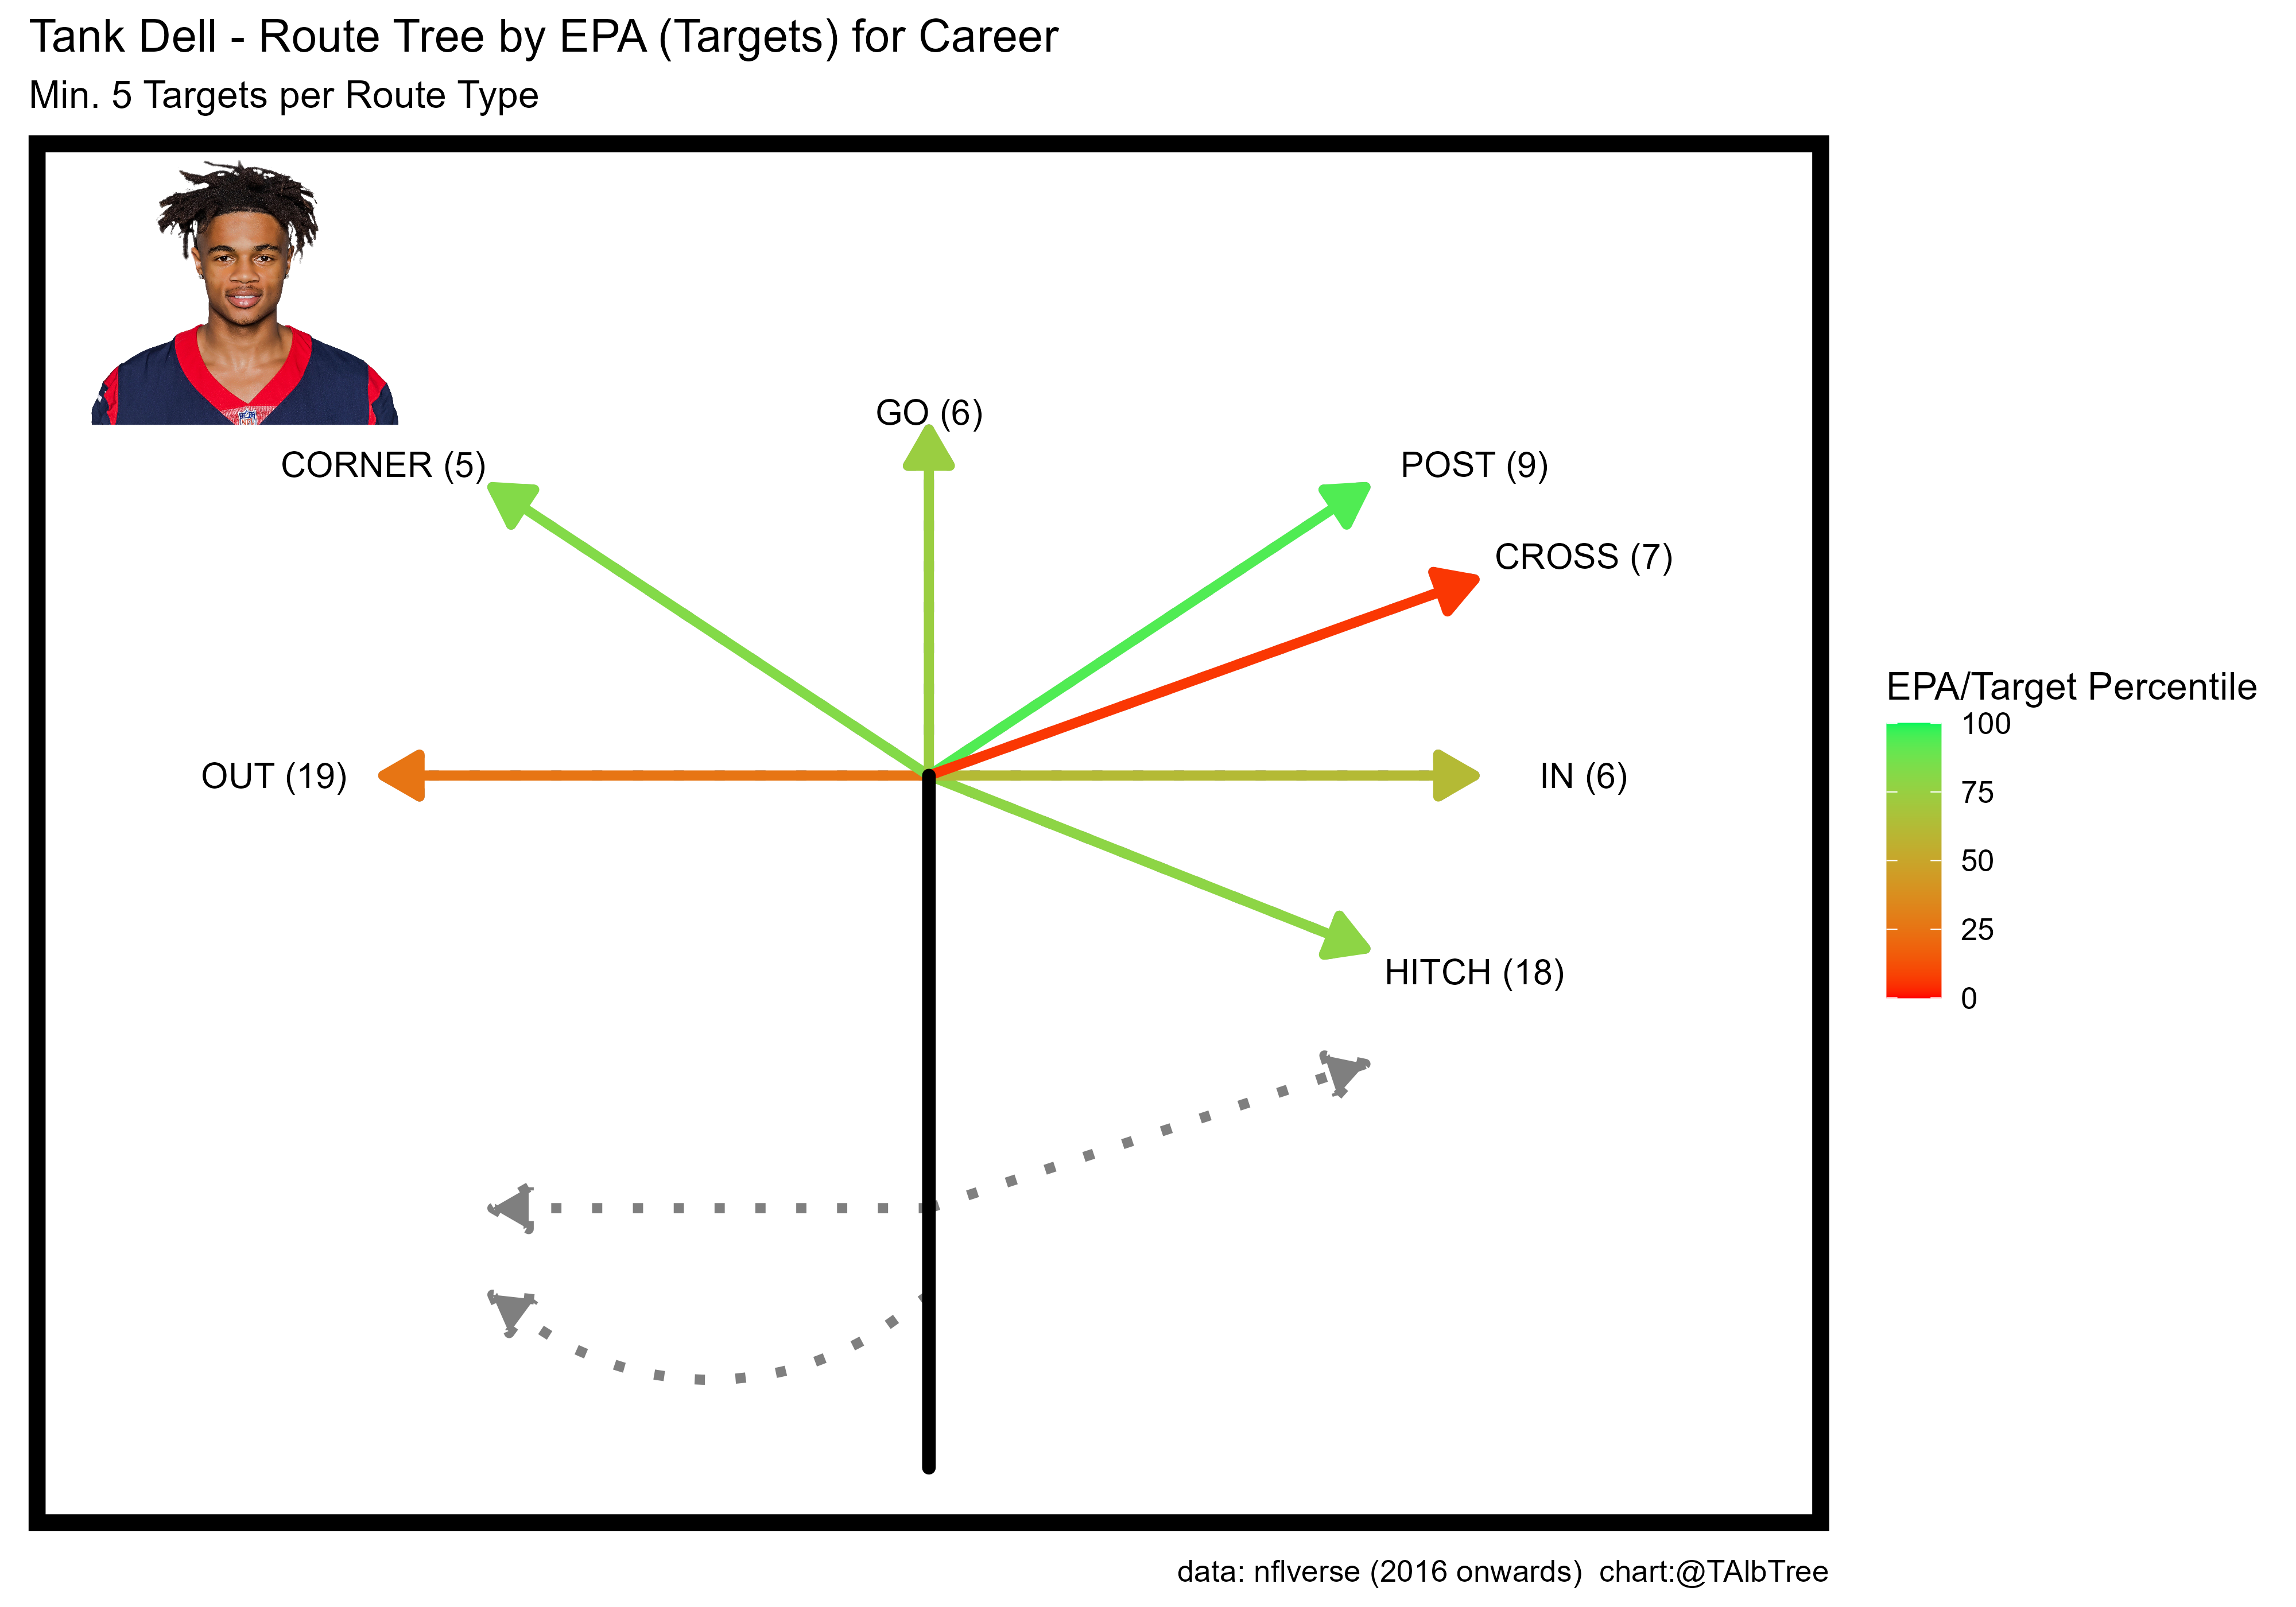 Tank Dell - Route Tree by EPA (Targets) for Career
Min. 5 Targets per Route Type
GO (6)
CORNER (5)
POST (9)
CROSS (7)
OUT (19)
IN (6)
HITCH (18)
EPA/Target Percentile
100
75
50
25
0
data: nflverse (2016 onwards)  chart:@TAlbTree